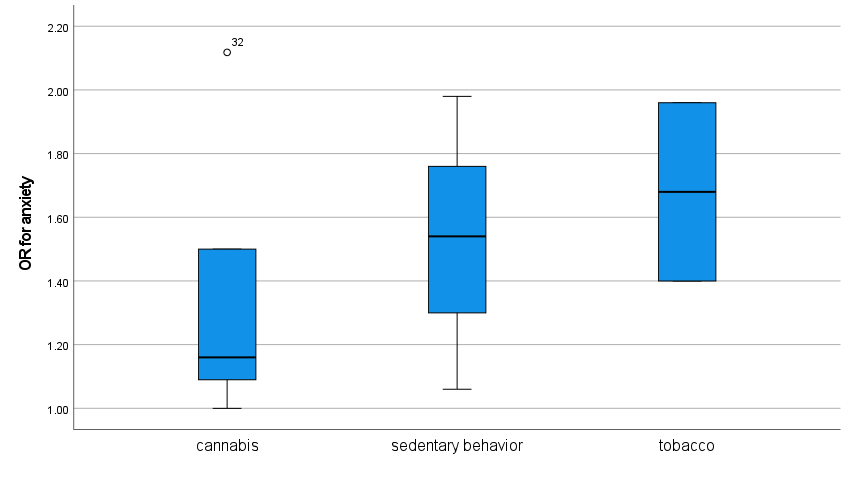 2.20
32
2.00
1.80
1.60
1.40
1.20
1.00
OR for anxiety
cannabis
sedentary behavior
tobacco